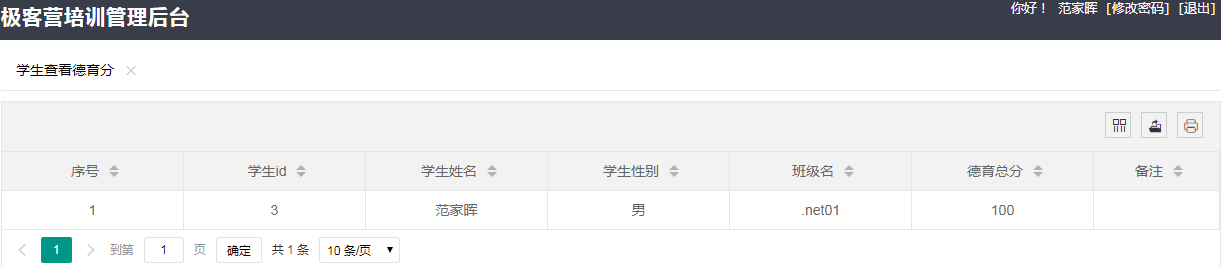 极客营培训管理后台
你好！ 范家晖 [修改密码] [退出]
学生查看德育分
序号 学生id 学生姓名 学生性别 班级名 德育总分 备注
1 3 范家晖 男 .net01 100
1 到第 1 页 确定 共 1 条 10 条/页